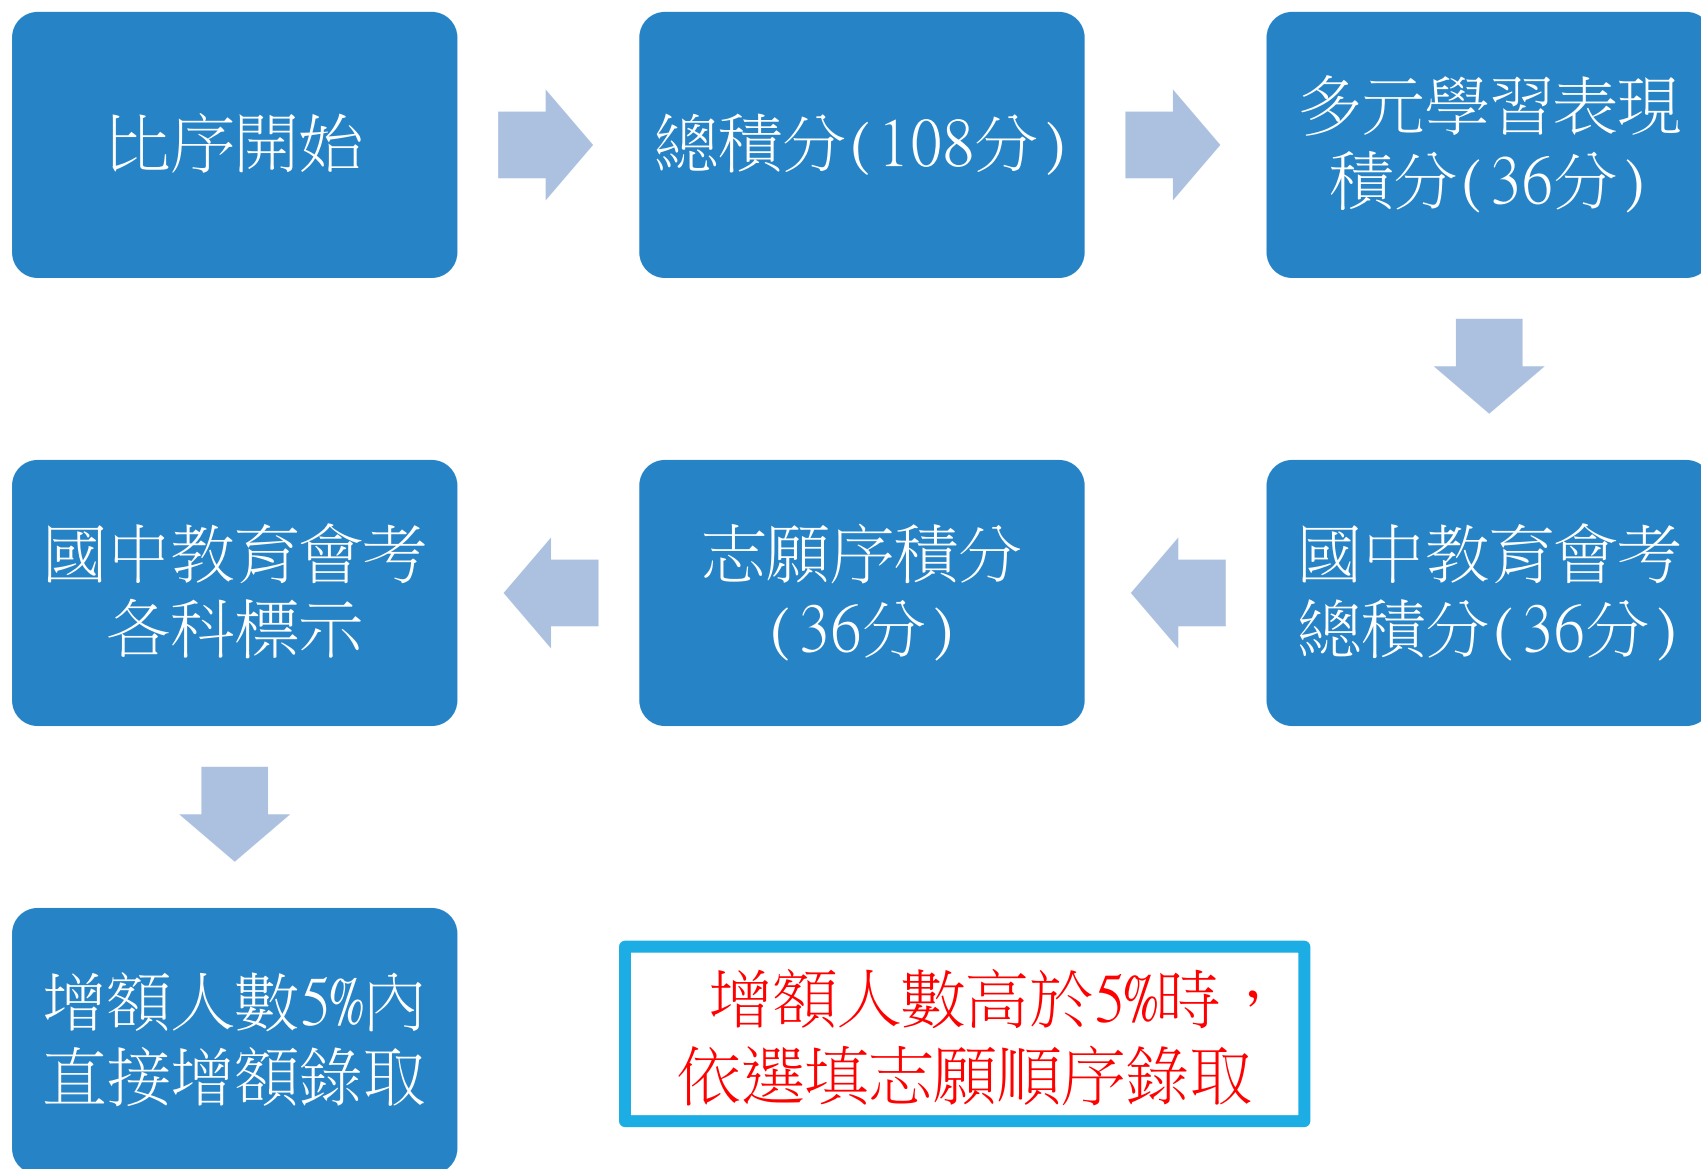 比序開始
總積分(108分)
多元學習表現
積分(36分)
國中教育會考
總積分(36分)
志願序積分
(36分)
國中教育會考
各科標示
增額人數5%內
直接增額錄取
增額人數高於5%時，
依選填志願順序錄取